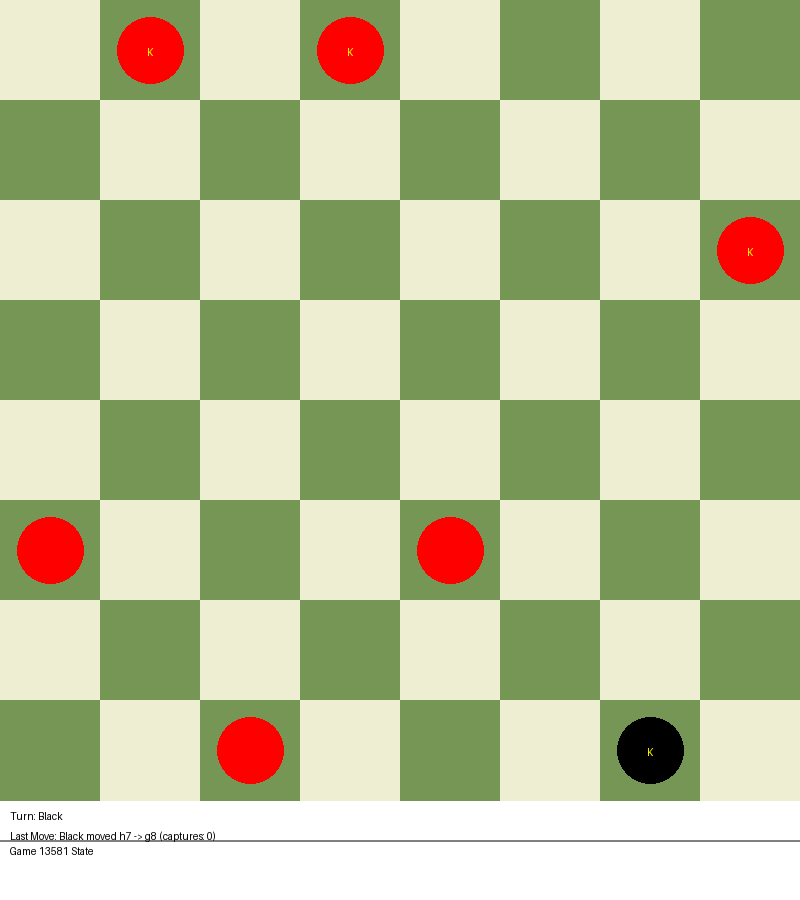 K K
K
K
Turn: Black
Last Move: Black moved h7 -> g8 (captures: 0)
Game 13581 State